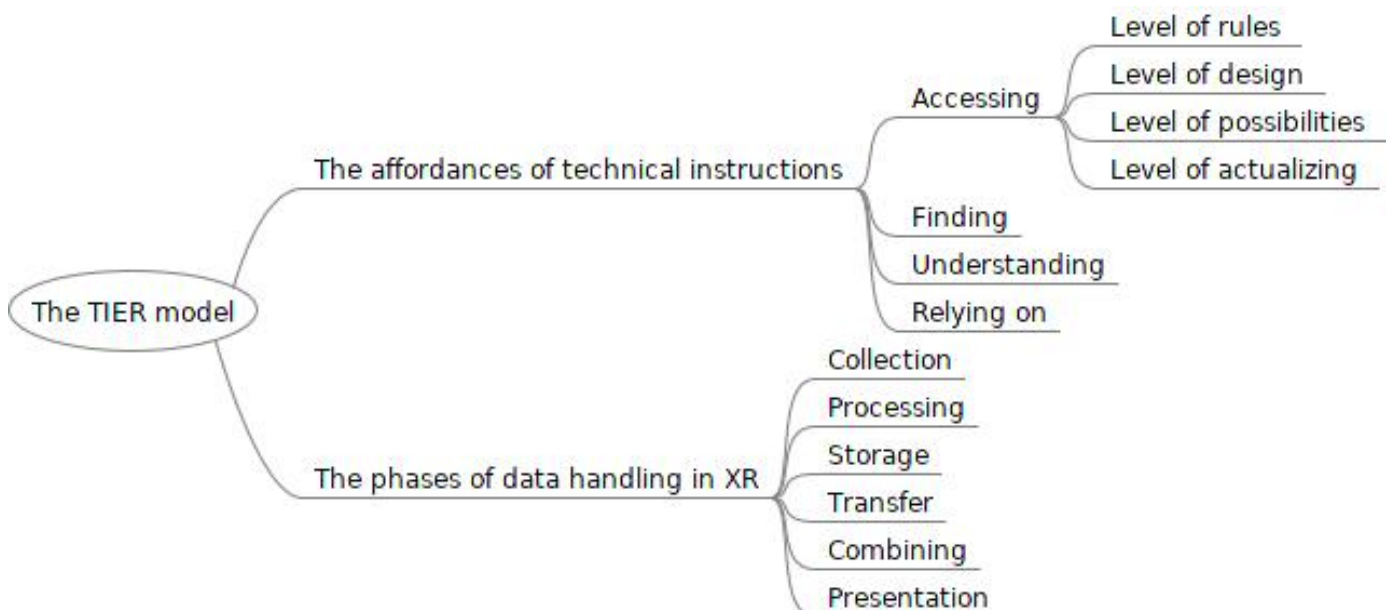 The TIER model
The affordances of technical instructions
Accessing
Level of rules
Level of design
Level of possibilities
Level of actualizing
Finding
Understanding
Relying on
The phases of data handling in XR
Collection
Processing
Storage
Transfer
Combining
Presentation